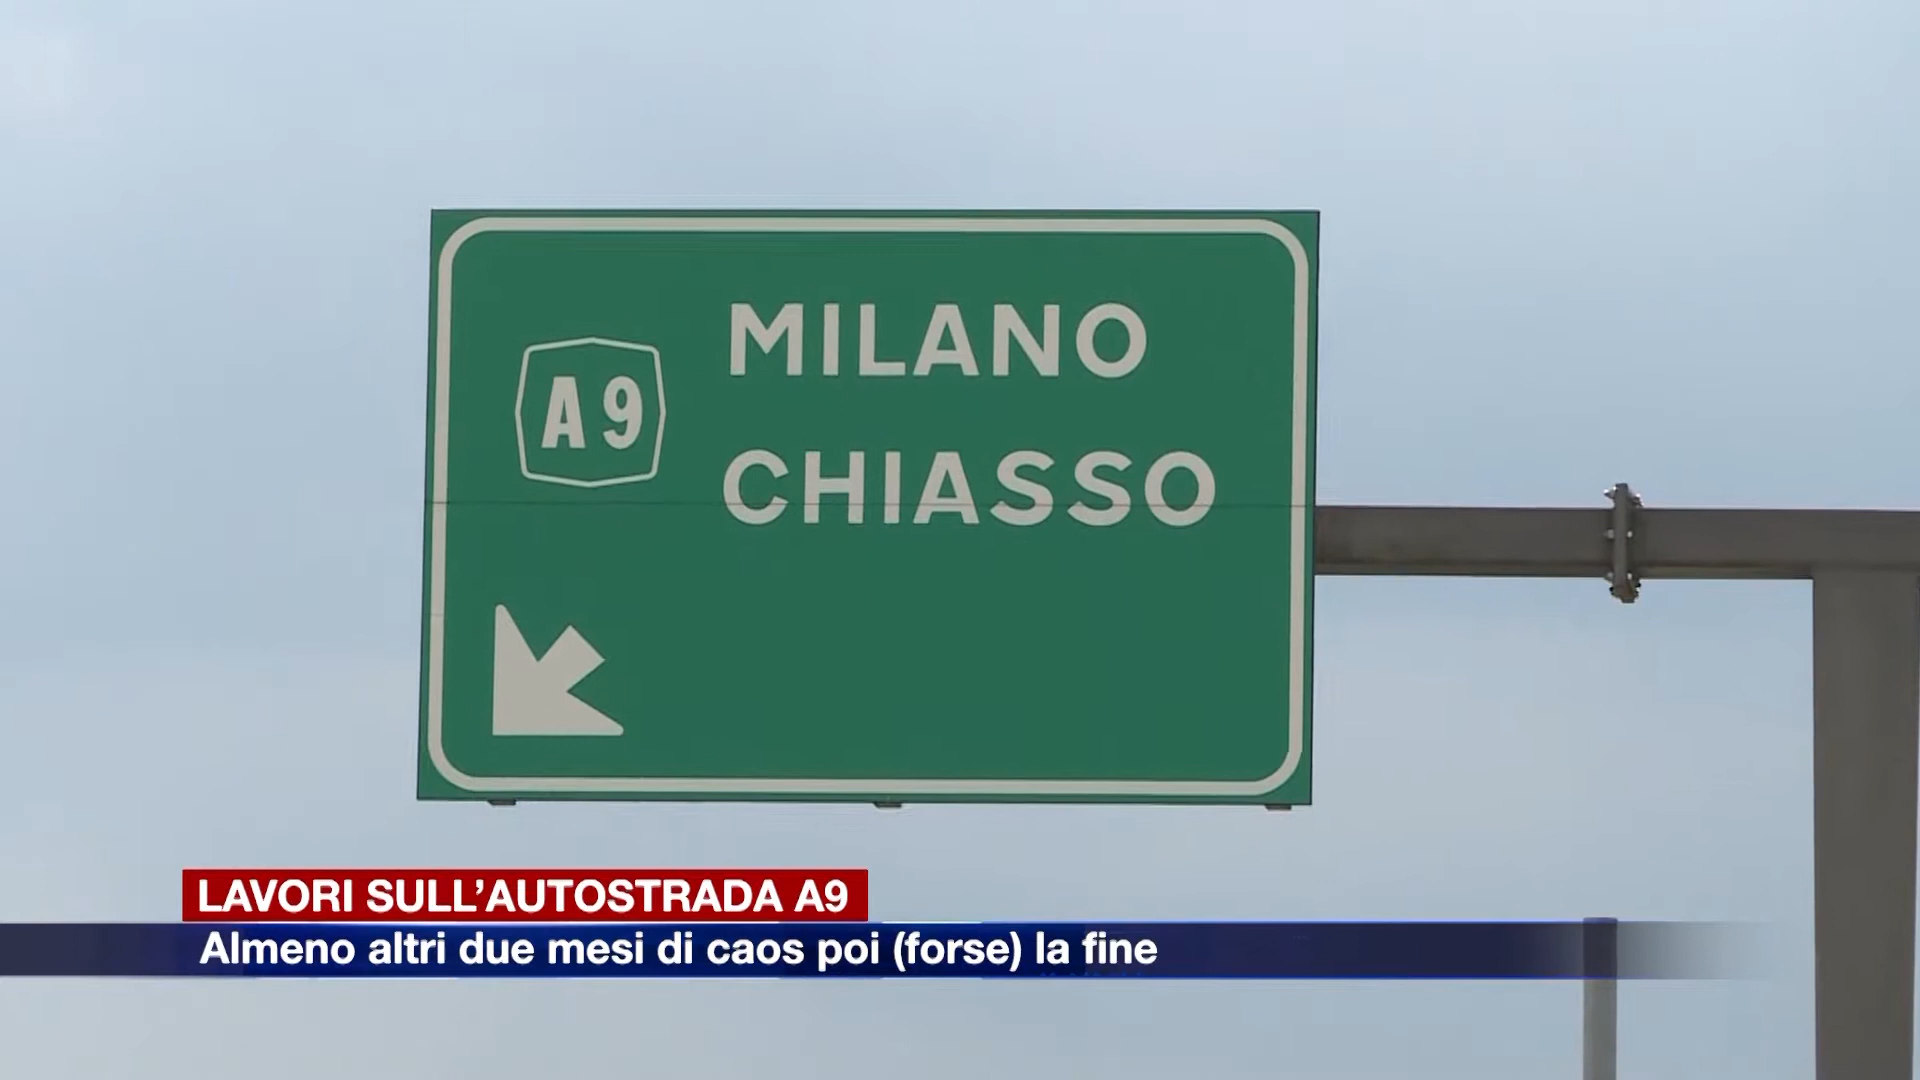 MILANO
A9
CHIASSO
LAVORI SULL'AUTOSTRADA A9
Almeno altri due mesi di caos poi (forse) la fine